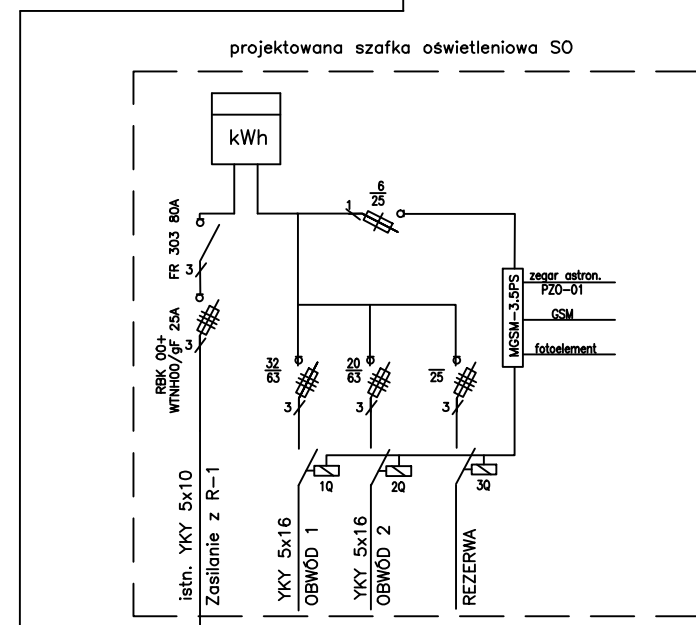 projektowana szafka oświetleniowa SO
kWh
6
25
1
FR 303 80A
3
RBK 00+
WTNH00/gF 25A
3
zegar astron.
PZO-01
GSM
fotoelement
MGSM-3.5PS
32
63
20
63
25
3
3
3
1Q
2Q
3Q
istn. YKY 5x10
Zasilanie z R-1
YKY 5x16
OBWÓD 1
YKY 5x16
OBWÓD 2
REZERWA